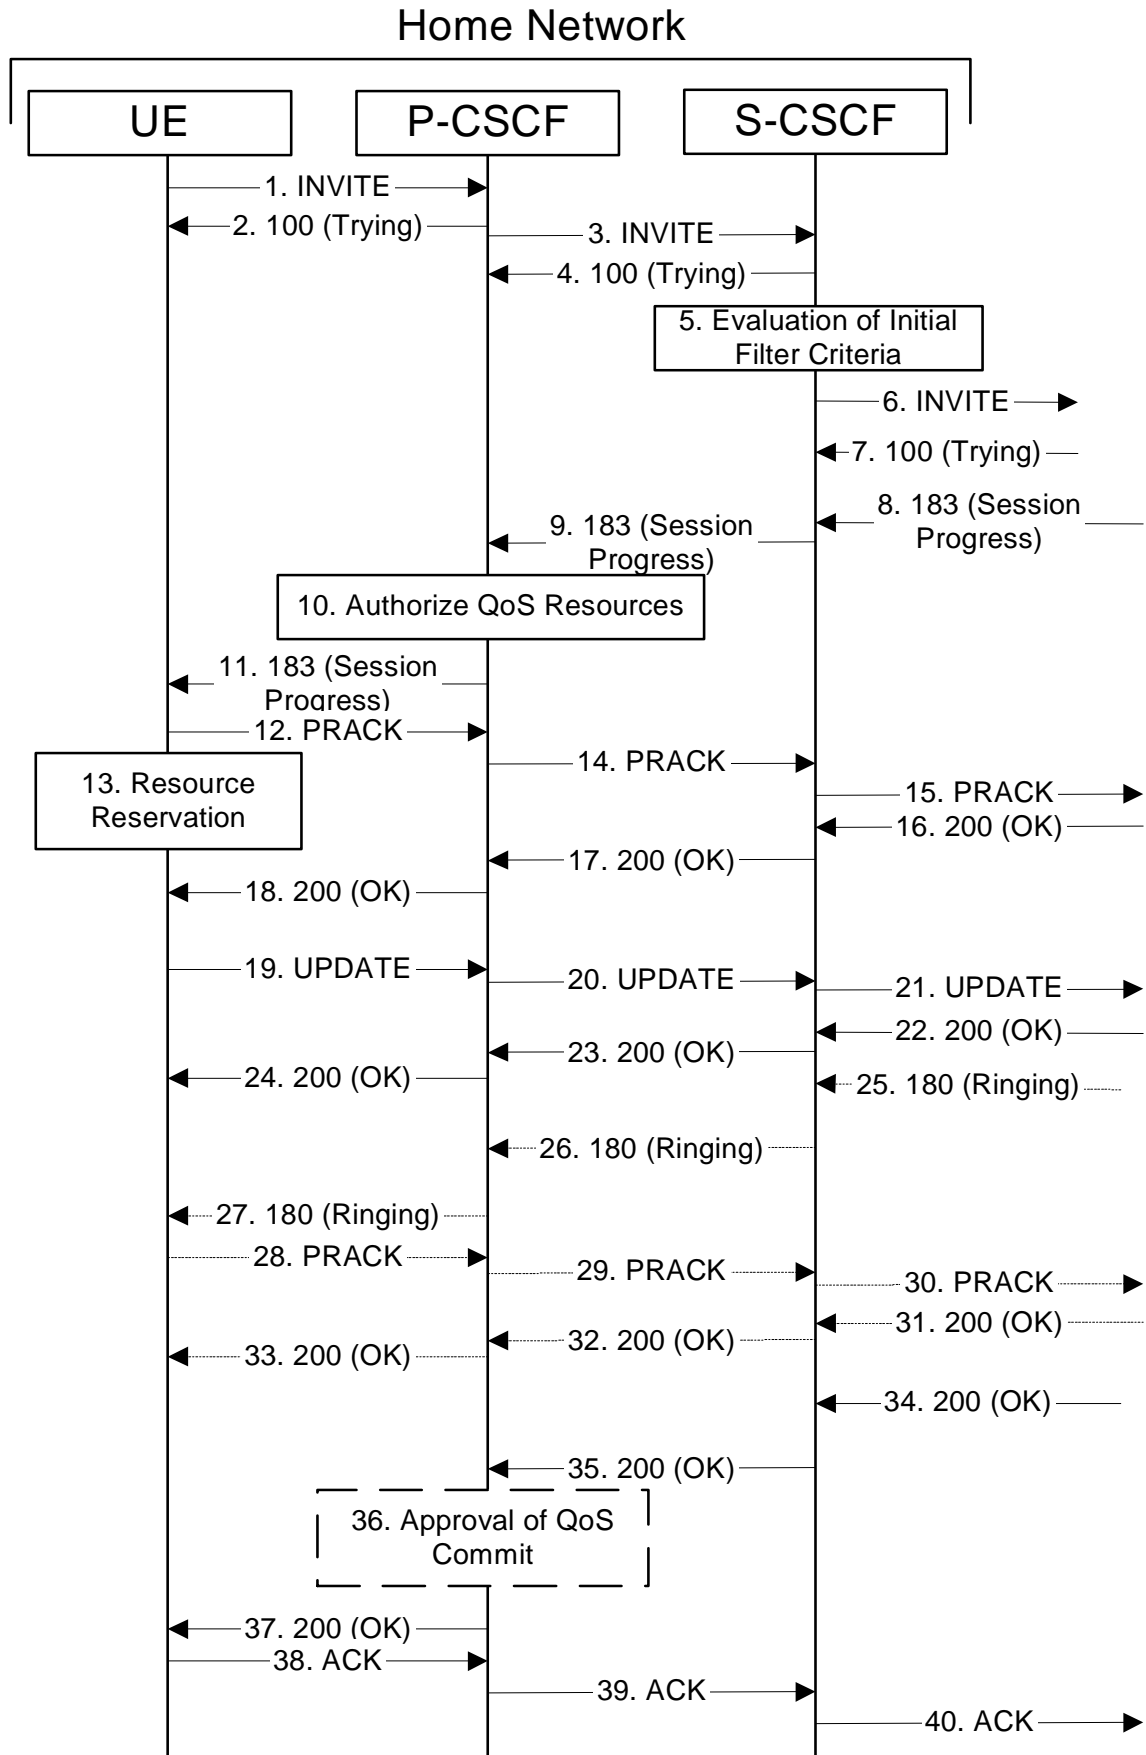 Home Network
UE
P-CSCF
S-CSCF
1. INVITE
2. 100 (Trying)
3. INVITE
4. 100 (Trying)
5. Evaluation of Initial
Filter Criteria
6. INVITE
7. 100 (Trying)
8. 183 (Session
Progress)
9. 183 (Session
Progress)
10. Authorize QoS Resources
11. 183 (Session
Progress)
12. PRACK
13. Resource
Reservation
14. PRACK
15. PRACK
16. 200 (OK)
17. 200 (OK)
18. 200 (OK)
19. UPDATE
20. UPDATE
21. UPDATE
22. 200 (OK)
23. 200 (OK)
24. 200 (OK)
25. 180 (Ringing)
26. 180 (Ringing)
27. 180 (Ringing)
28. PRACK
29. PRACK
30. PRACK
31. 200 (OK)
32. 200 (OK)
33. 200 (OK)
34. 200 (OK)
35. 200 (OK)
36. Approval of QoS
Commit
37. 200 (OK)
38. ACK
39. ACK
40. ACK